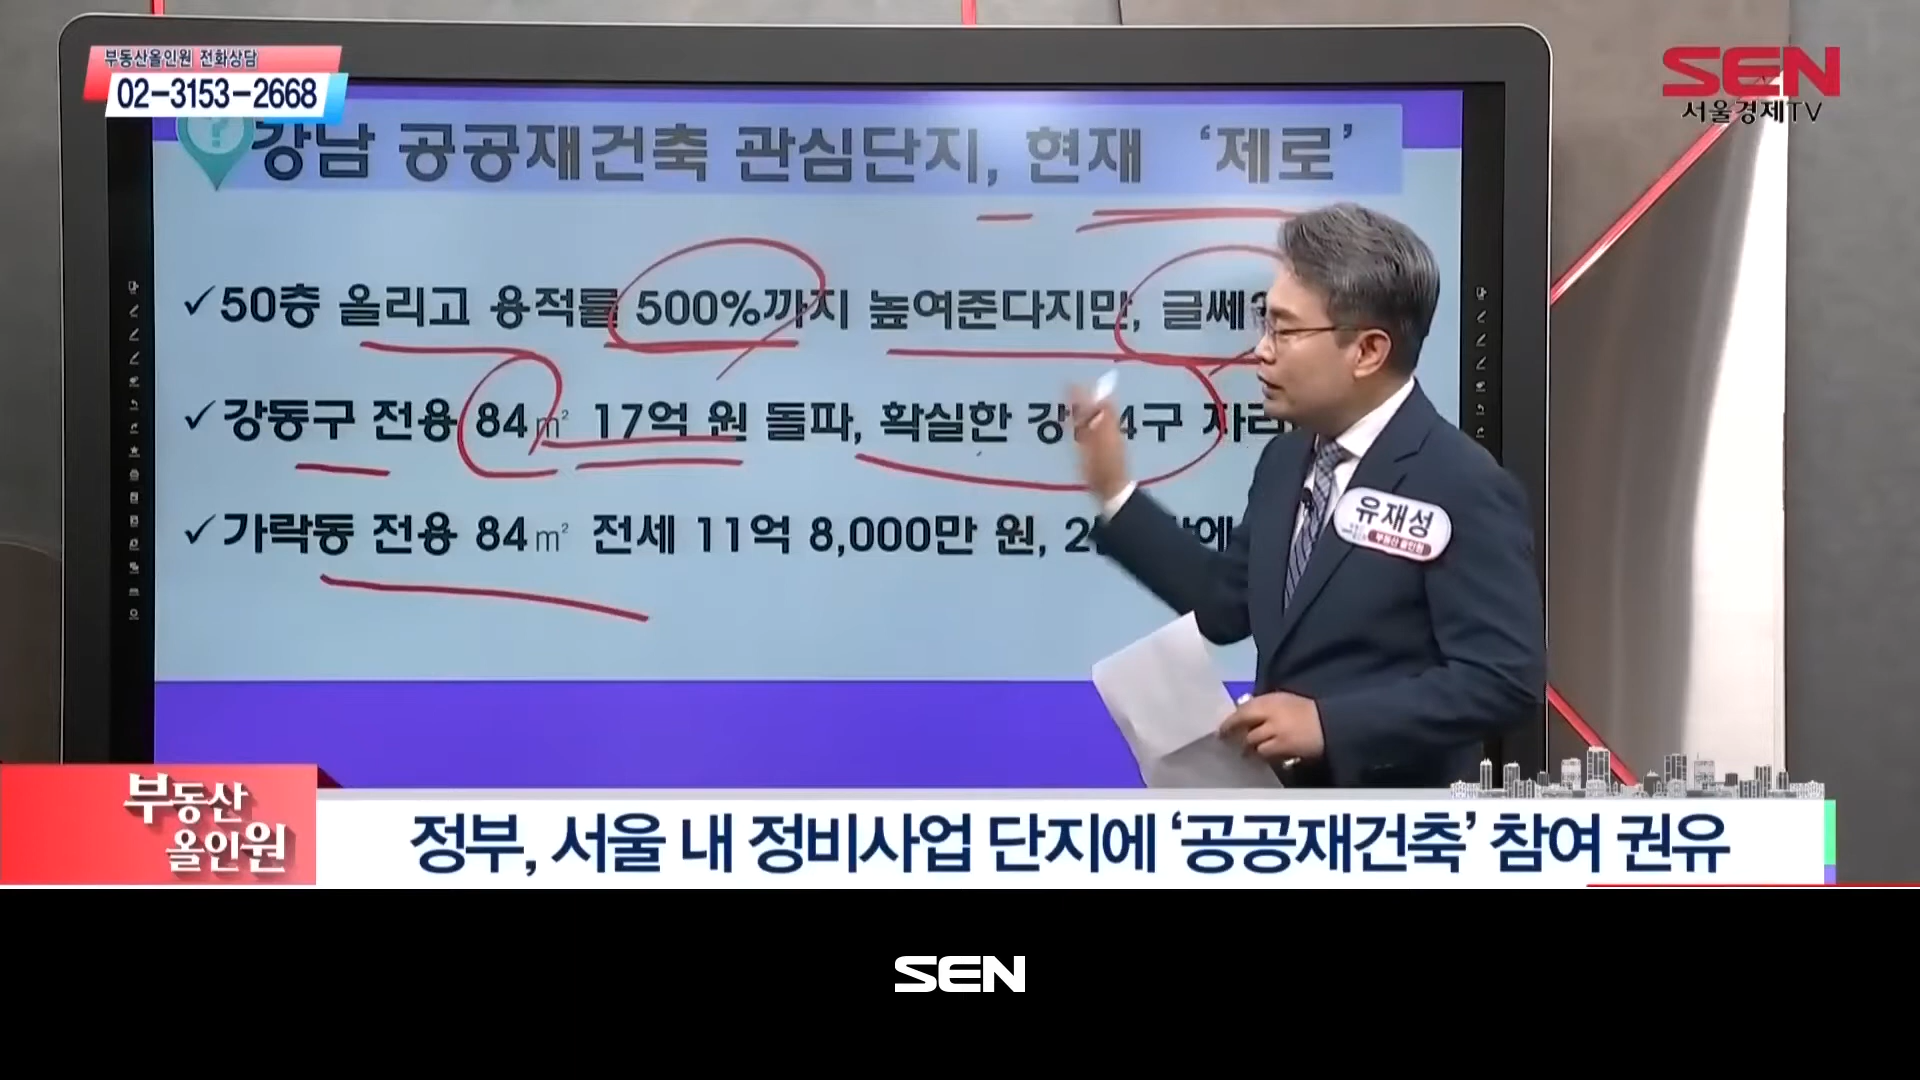 부동산올인원 전화상담
02-3153-2668
SEN
서울경제TV
강남 공공재건축 관심단지, 현재 ‘제로’
✓50층 올리고 용적률 500%까지 높여준다지만, 글쎄?
✓강동구 전용 84㎡ 17억 원 돌파, 확실한 강남4구
✓가락동 전용 84㎡ 전세 11억 8,000만 원,
유재성
부동산 올인원
부동산
올인원
정부, 서울 내 정비사업 단지에 ‘공공재건축’ 참여 권유
SEN